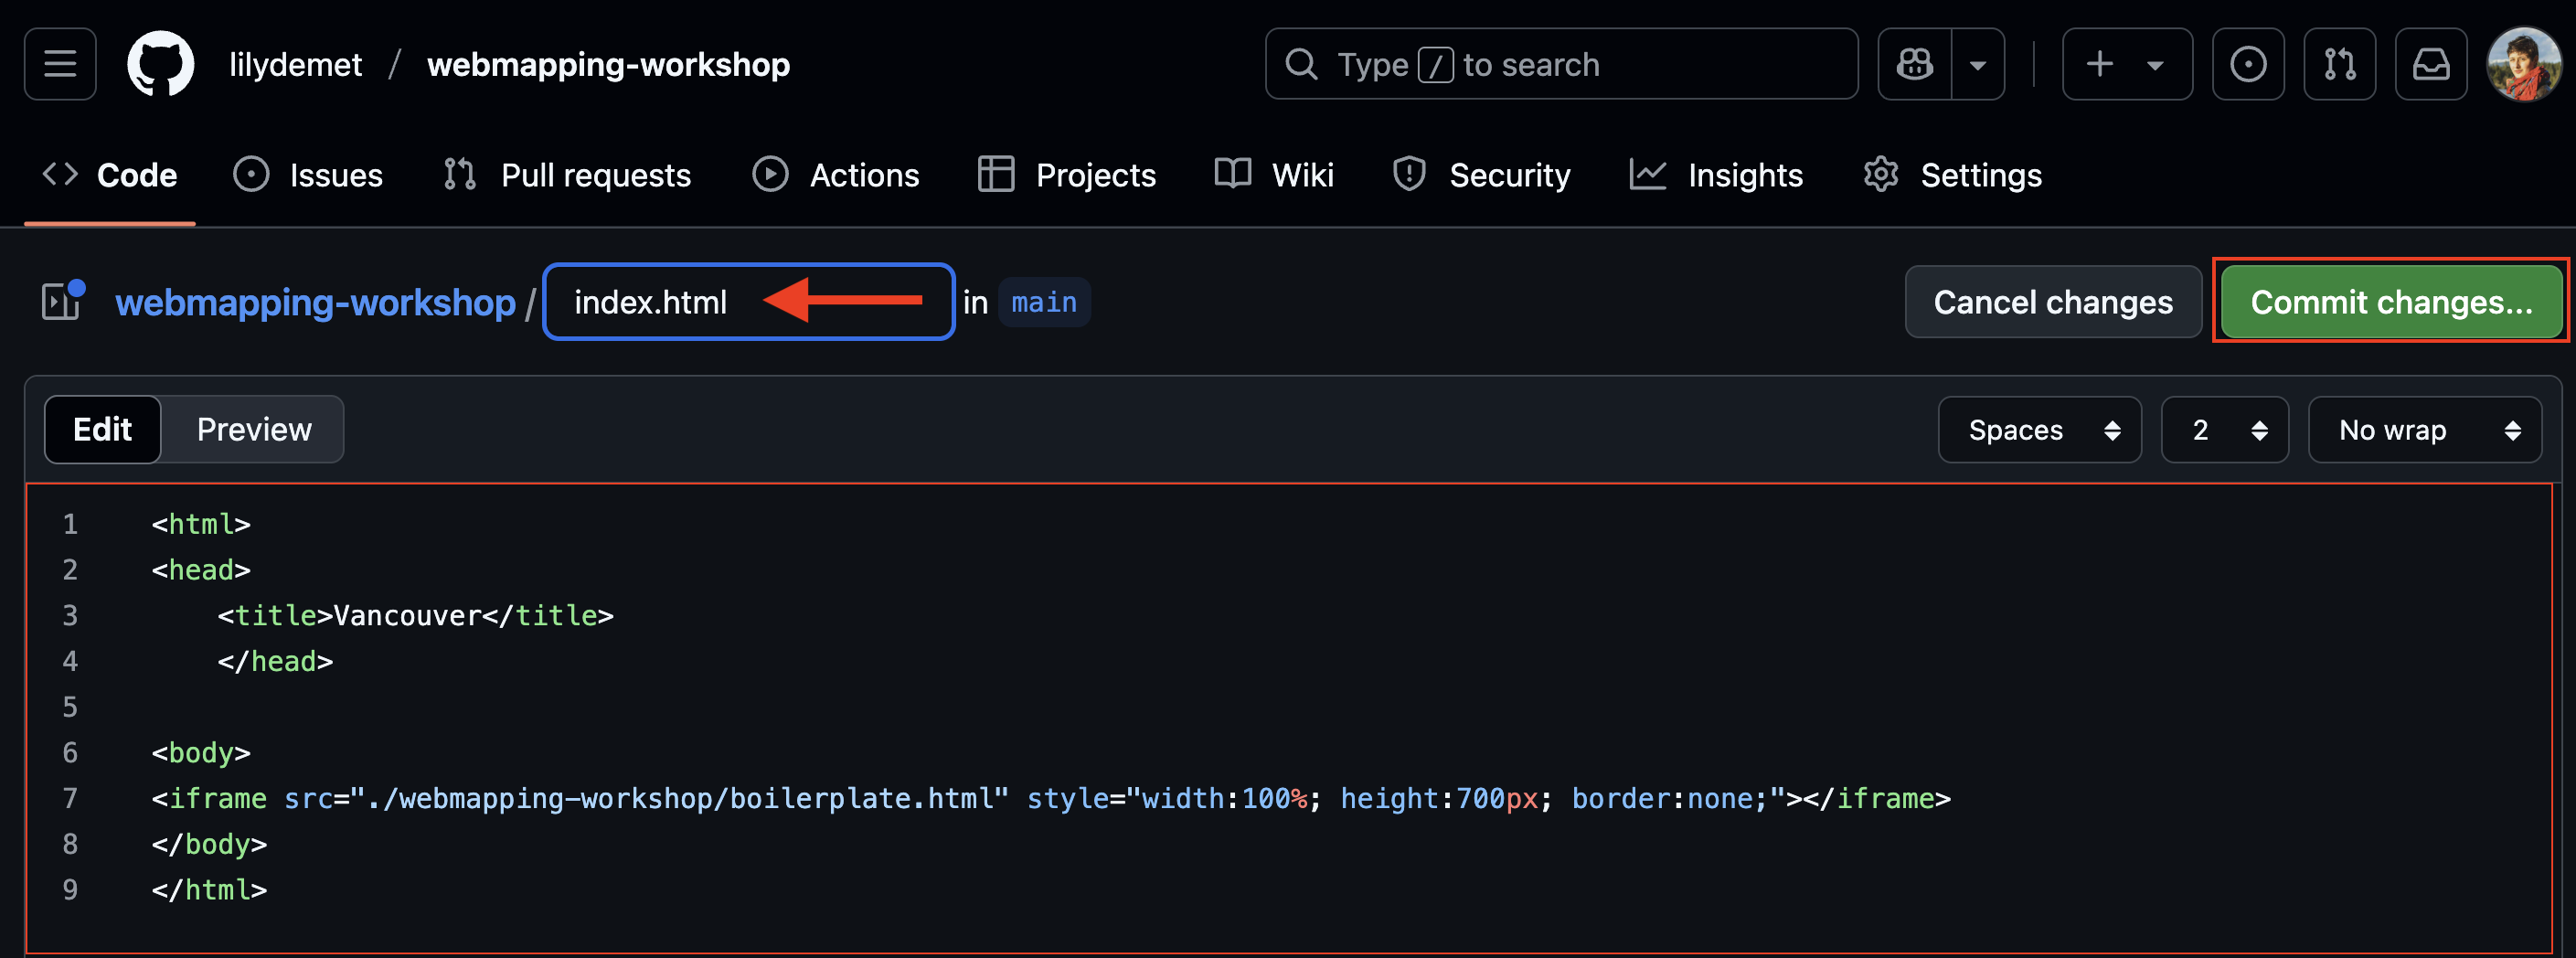 lilydemet / webmapping-workshop Type / to search
Code Issues Pull requests Actions Projects Wiki Security Insights Settings
webmapping-workshop / index.html in main Cancel changes Commit changes...
Edit Preview Spaces 2 No wrap
1 <html>
2 <head>
3     <title>Vancouver</title>
4     </head>
5
6 <body>
7 <iframe src="./webmapping-workshop/boilerplate.html" style="width:100%; height:700px; border:none;"></iframe>
8 </body>
9 </html>